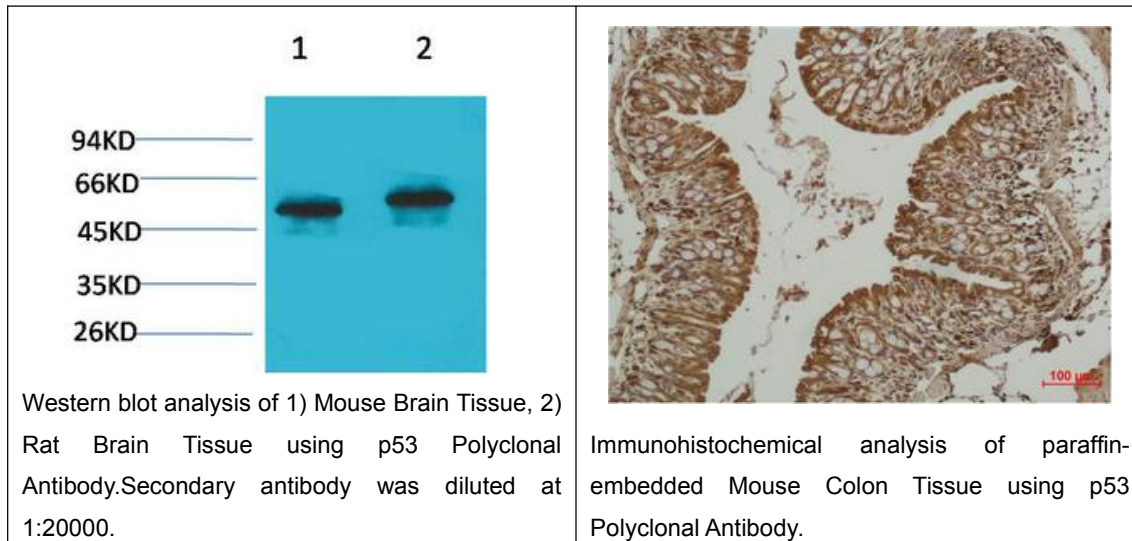 1 2
94KD
66KD
45KD
35KD
26KD
Western blot analysis of 1) Mouse Brain Tissue, 2)
Rat Brain Tissue using p53 Polyclonal
Antibody.Secondary antibody was diluted at
1:20000.
100 μm
Immunohistochemical analysis of paraffin-
embedded Mouse Colon Tissue using p53
Polyclonal Antibody.